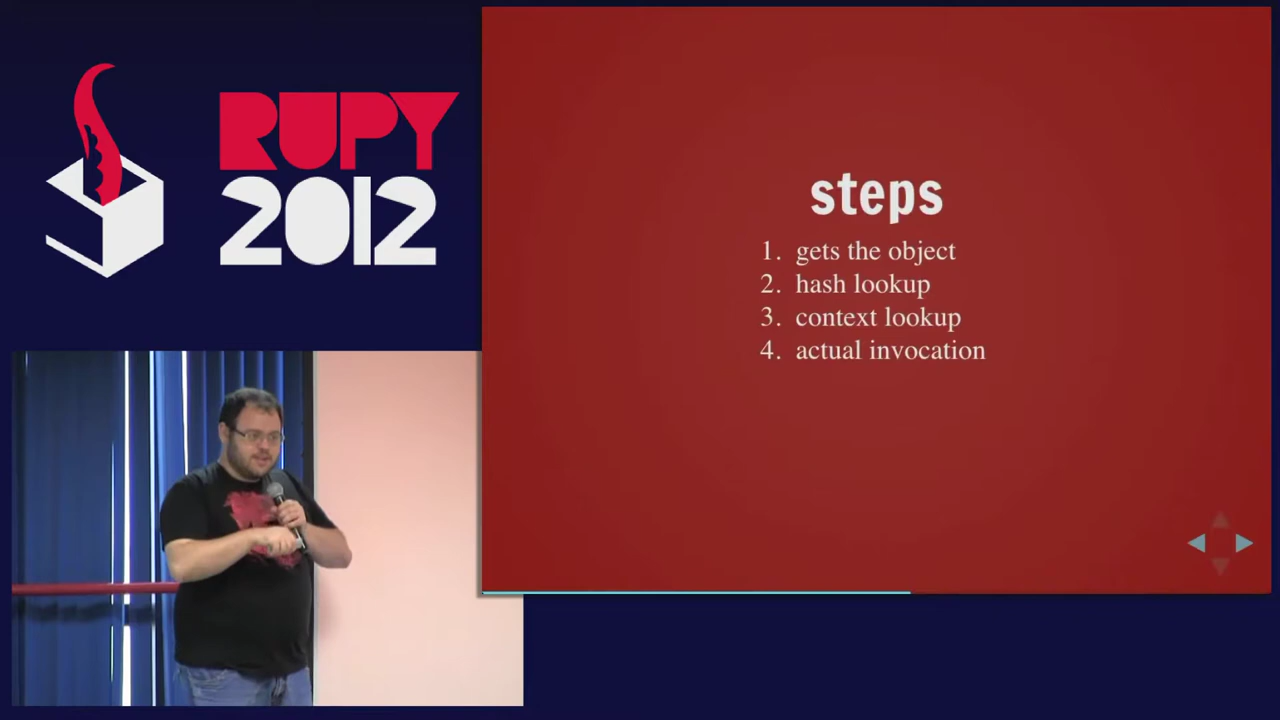 RUPY
2012
steps
1. gets the object
2. hash lookup
3. context lookup
4. actual invocation